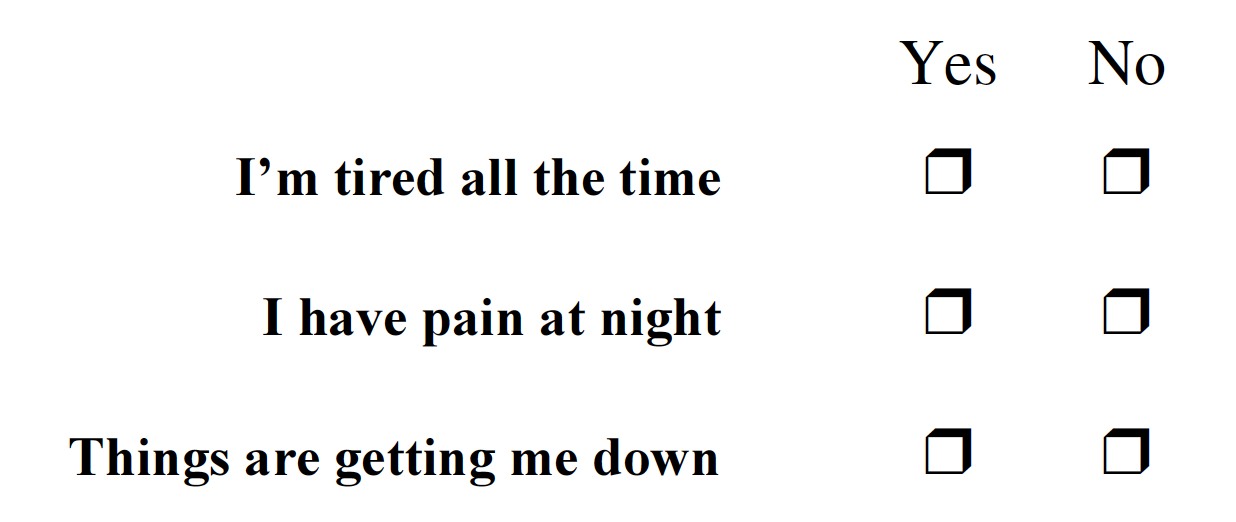 Yes No
I’m tired all the time ❒ ❒
I have pain at night ❒ ❒
Things are getting me down ❒ ❒